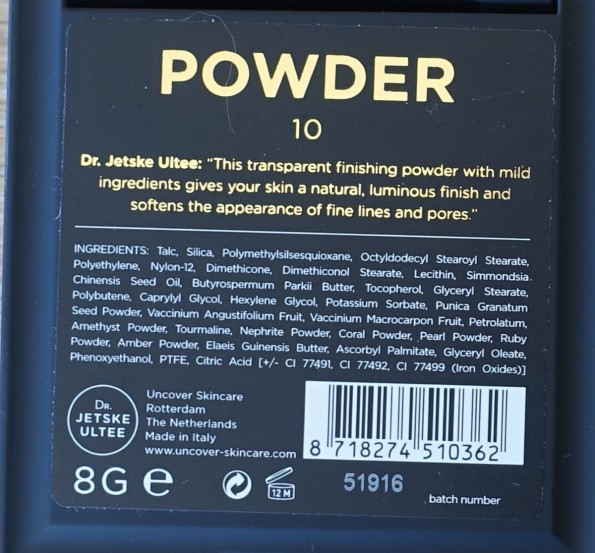 POWDER
10
Dr. Jetske Ultee: "This transparent finishing powder with mild
ingredients gives your skin a natural, luminous finish and
softens the appearance of fine lines and pores."
INGREDIENTS: Talc, Silica, Polymethylsilsesquioxane, Octyldodecyl Stearoyl Stearate,
Polyethylene, Nylon-12, Dimethicone, Dimethiconol Stearate, Lecithin, Simmondsia
Chinensis Seed Oil, Butyrospermum Parkii Butter, Tocopherol, Glyceryl Stearate,
Polybutene, Caprylyl Glycol, Hexylene Glycol, Potassium Sorbate, Punica Granatum
Seed Powder, Vaccinium Angustifolium Fruit, Vaccinium Macrocarpon Fruit, Petrolatum,
Amethyst Powder, Tourmaline, Nephrite Powder, Coral Powder, Pearl Powder, Ruby
Powder, Amber Powder, Elaeis Guinensis Butter, Ascorbyl Palmitate, Glyceryl Oleate,
Phenoxyethanol, PTFE, Citric Acid [+/- CI 77491, CI 77492, CI 77499 (Iron Oxides)]
DR.
JETSKE
ULTEE
Uncover Skincare
Rotterdam
The Netherlands
Made in Italy
www.uncover-skincare.com
8 718274 510362
8G e
12 M
51916
batch number